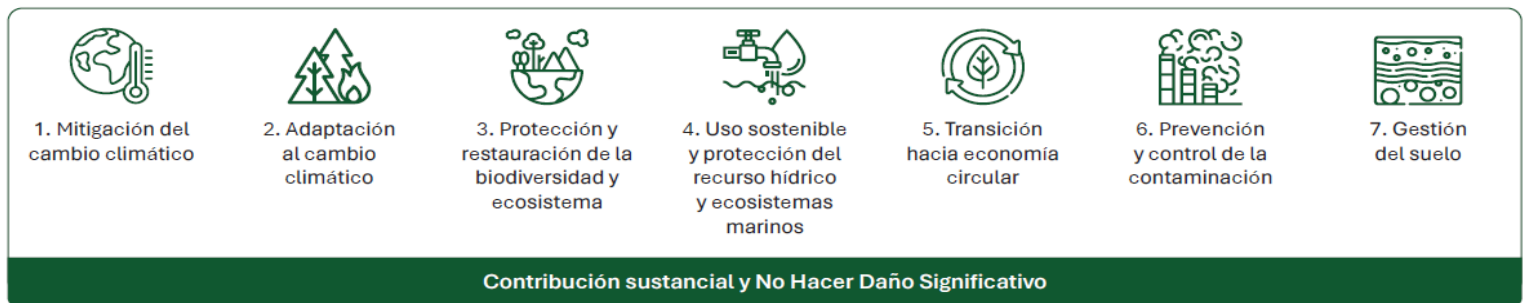 1. Mitigación del
cambio climático
2. Adaptación
al cambio
climático
3. Protección y
restauración de la
biodiversidad y
ecosistema
4. Uso sostenible
y protección del
recurso hídrico
y ecosistemas
marinos
5. Transición
hacia economía
circular
6. Prevención
y control de la
contaminación
7. Gestión
del suelo
Contribución sustancial y No Hacer Daño Significativo